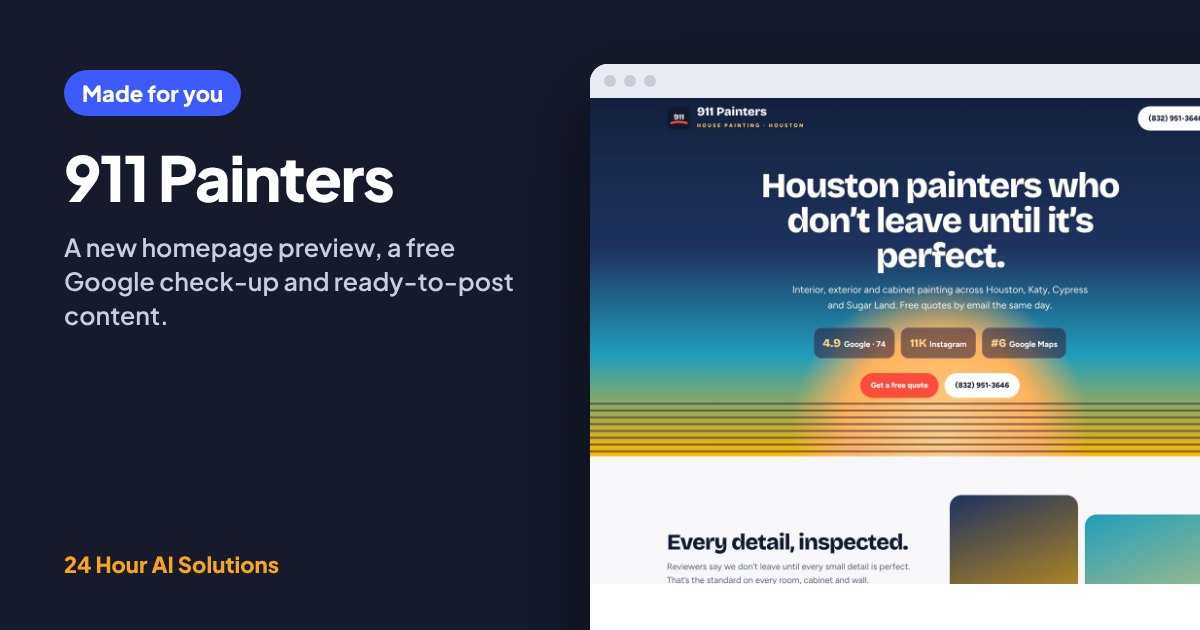 Made for you
911 Painters
A new homepage preview, a free
Google check-up and ready-to-post
content.
24 Hour AI Solutions
911
911 Painters
HOUSE PAINTING · HOUSTON
(832) 951-3646
Houston painters who
don't leave until it's
perfect.
Interior, exterior and cabinet painting across Houston, Katy, Cypress
and Sugar Land. Free quotes by email the same day.
4.9 Google · 74
11K Instagram
#6 Google Maps
Get a free quote
(832) 951-3646
Every detail, inspected.
Reviewers say we don't leave until every small detail is perfect.
That's the standard on every room, cabinet and wall.